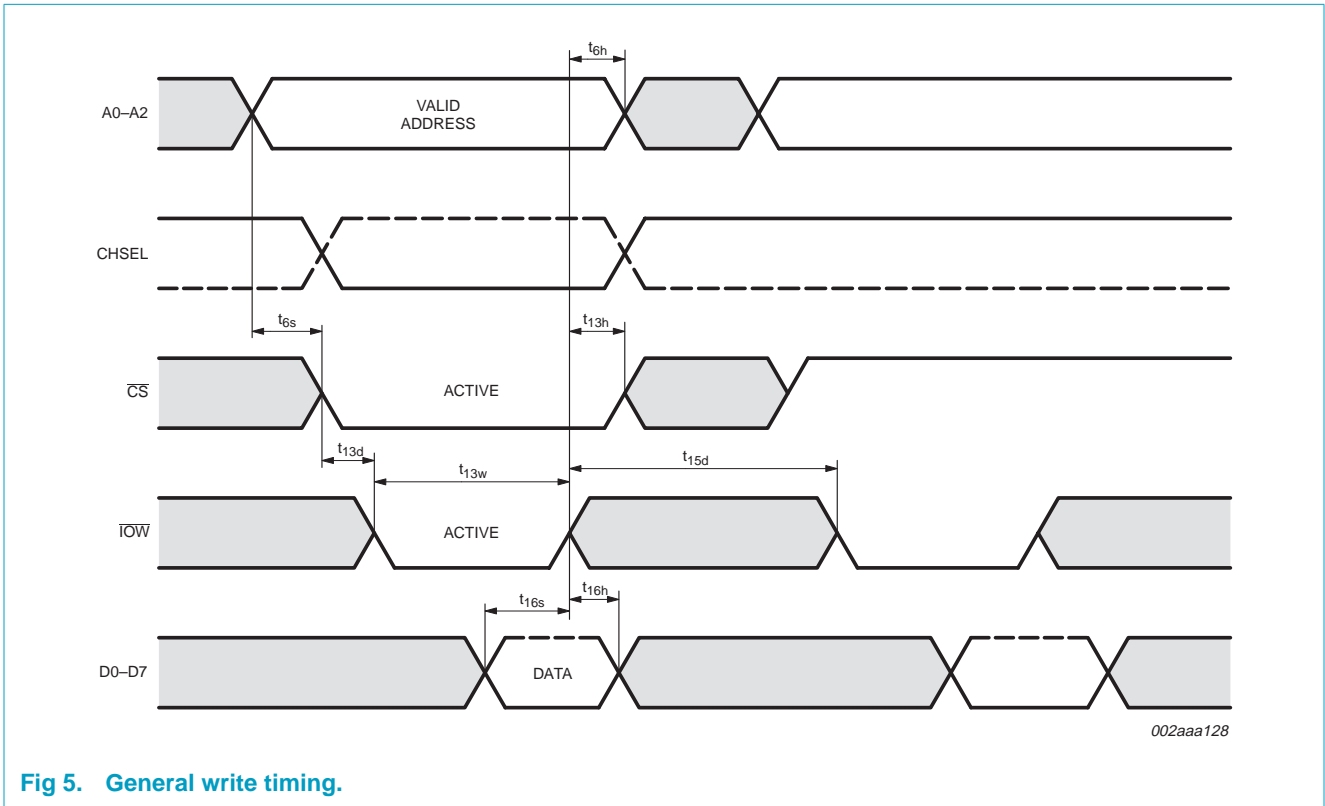 t6h
A0–A2
VALID
ADDRESS
CHSEL
t6s
t13h
CS
ACTIVE
t13d
t13w
t15d
IOW
ACTIVE
t16s
t16h
D0–D7
DATA
002aaa128
Fig 5. General write timing.